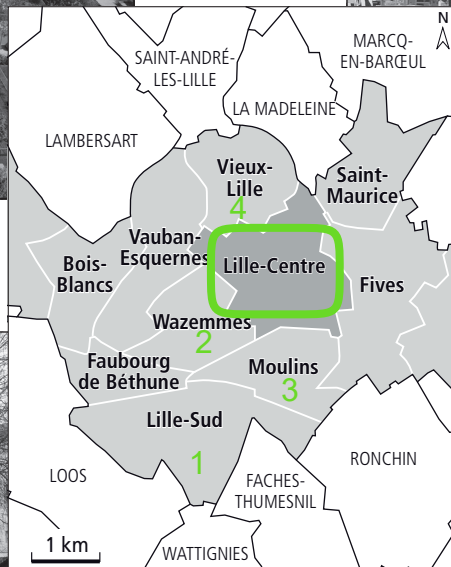 N
MARCQ-
EN-BARŒUL
SAINT-ANDRÉ-
LES-LILLE
LA MADELEINE
LAMBERSART
Vieux-
Lille
4
Saint-
Maurice
Vauban-
Esquernes
Lille-Centre
Bois-
Blancs
Fives
Wazemmes
2
Faubourg
de Béthune
Moulins
3
Lille-Sud
1
RONCHIN
LOOS
FACHES-
THUMESNIL
1 km
WATTIGNIES